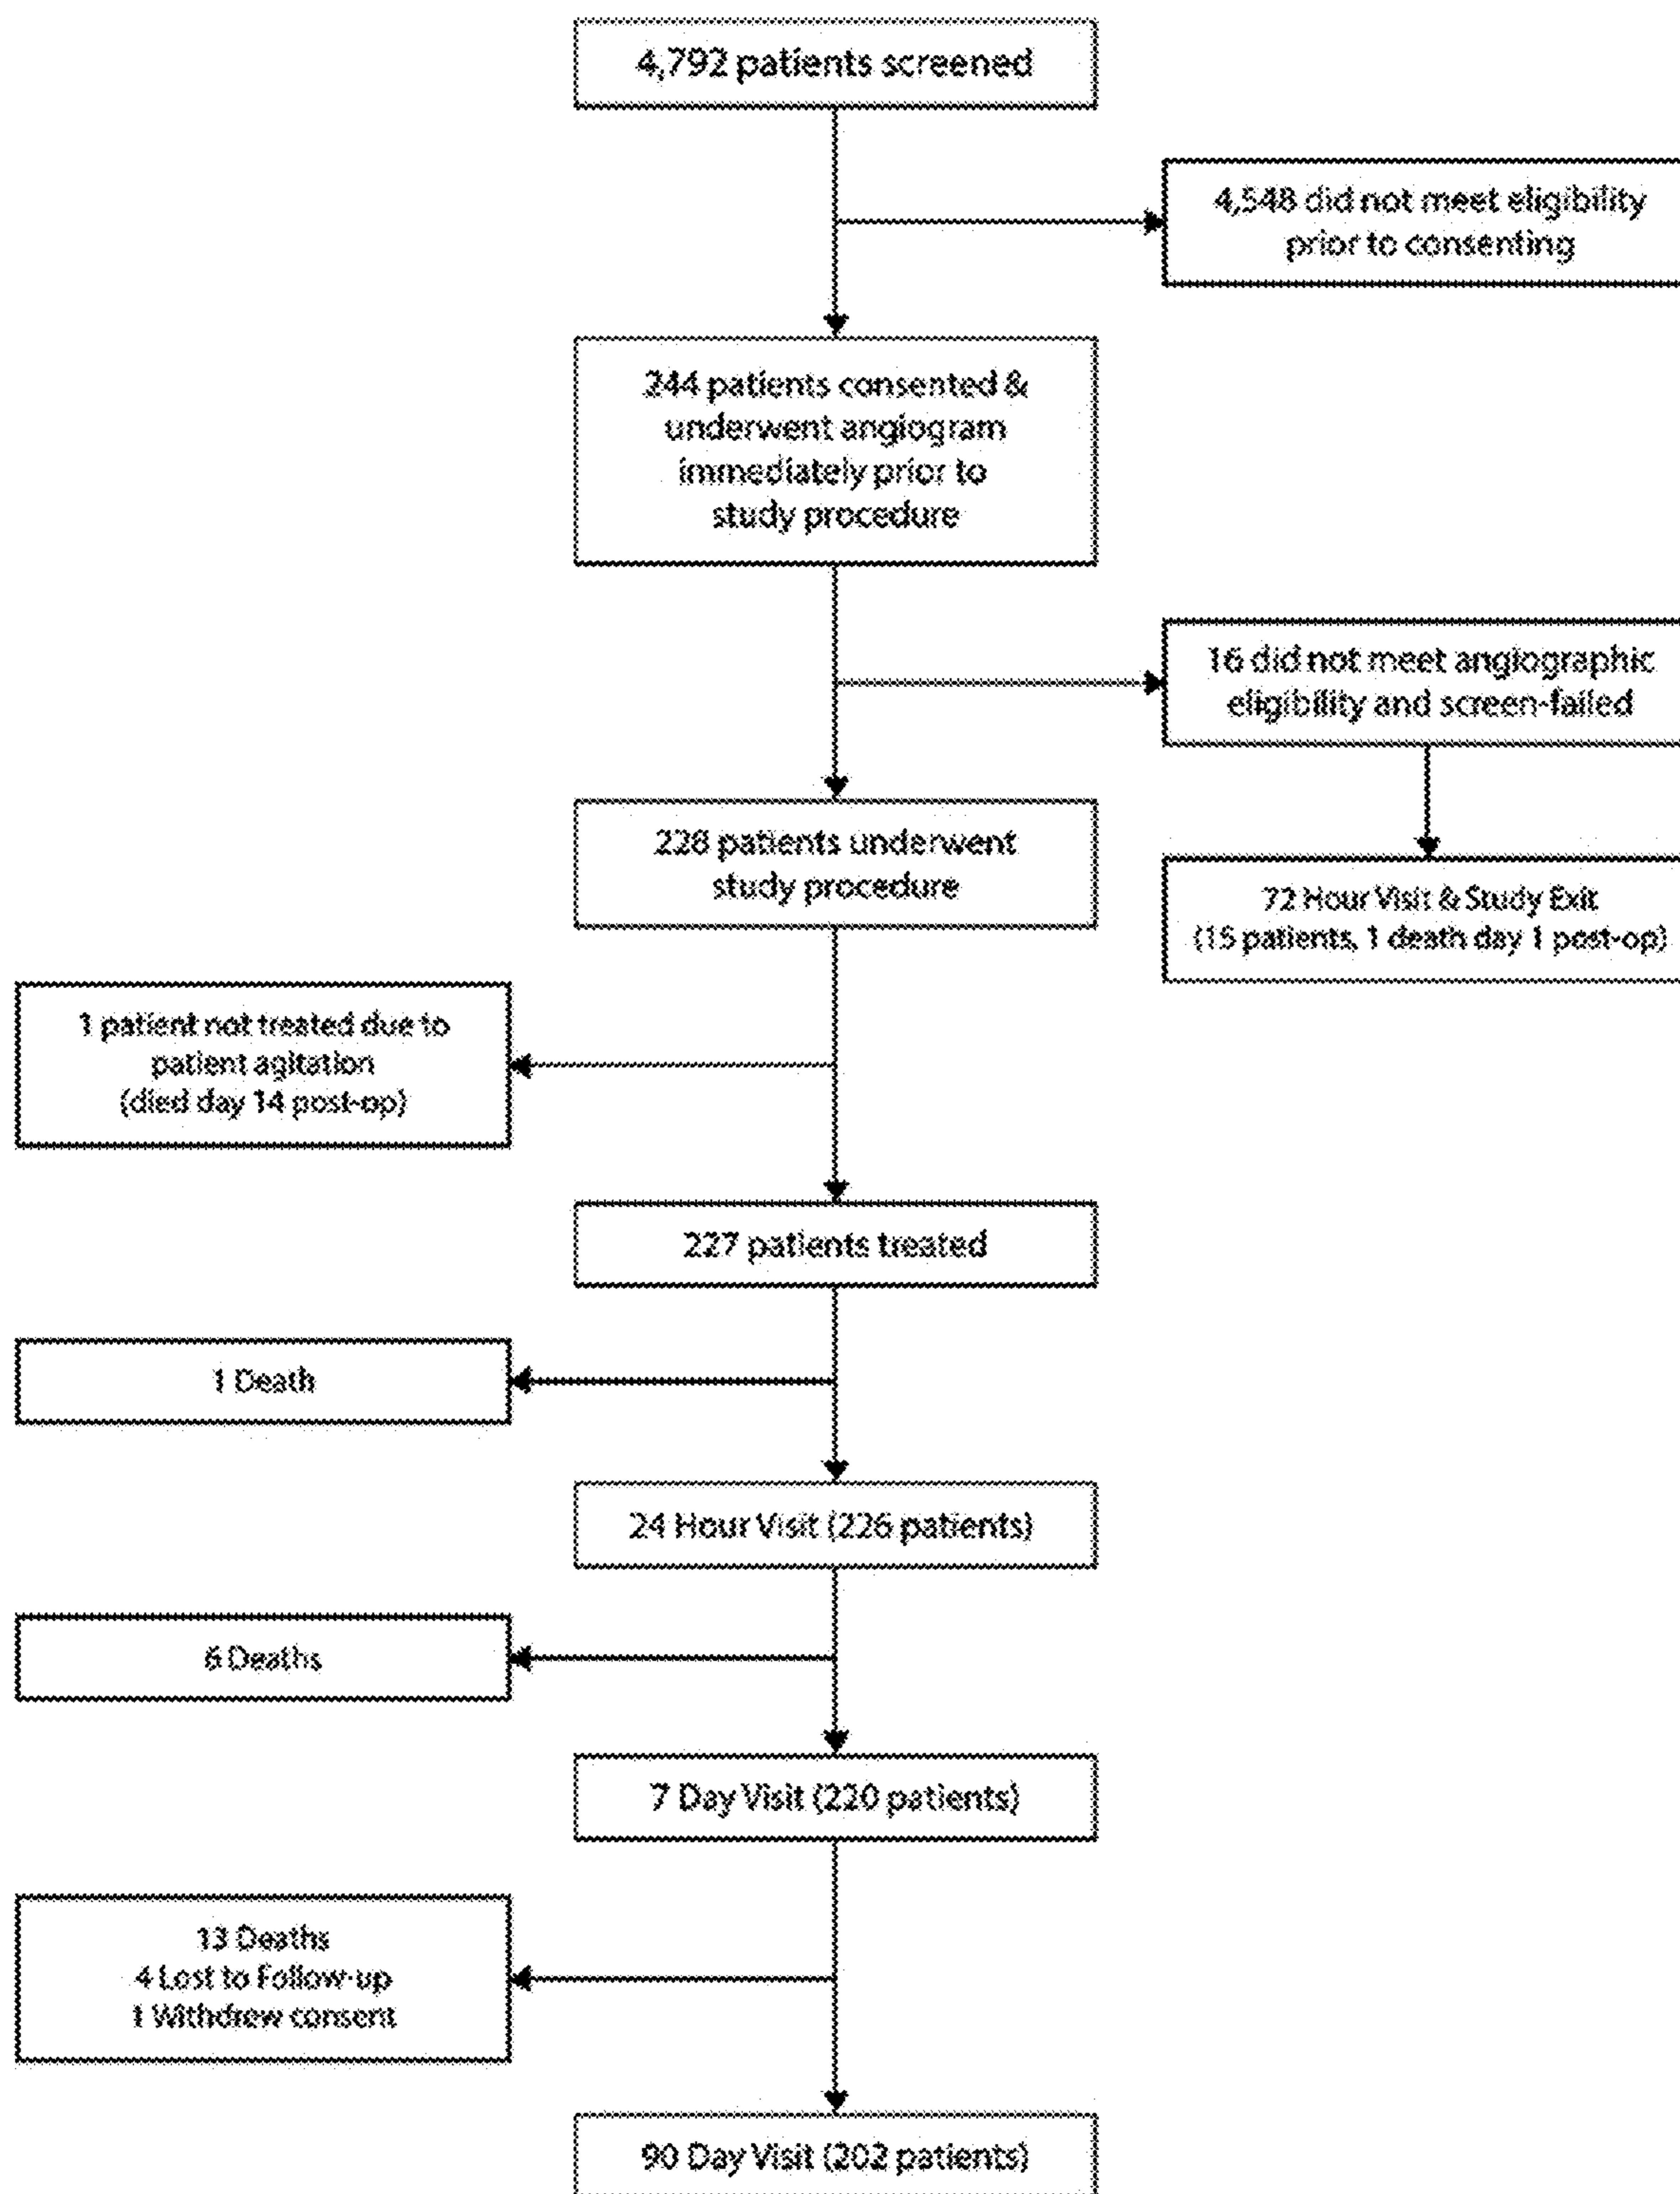 4,792 patients screened
4,548 did not meet eligibility
prior to consenting
244 patients consented &
underwent angiogram
immediately prior to
study procedure
16 did not meet angiographic
eligibility and screen-failed
228 patients underwent
study procedure
72 Hour Visit & Study Exit
(15 patients, 1 death day 1 post-op)
1 patient not treated due to
patient agitation
(died day 14 post-op)
227 patients treated
1 Death
24 Hour Visit (226 patients)
6 Deaths
7 Day Visit (220 patients)
13 Deaths
4 Lost to Follow-up
1 Withdrew consent
90 Day Visit (202 patients)